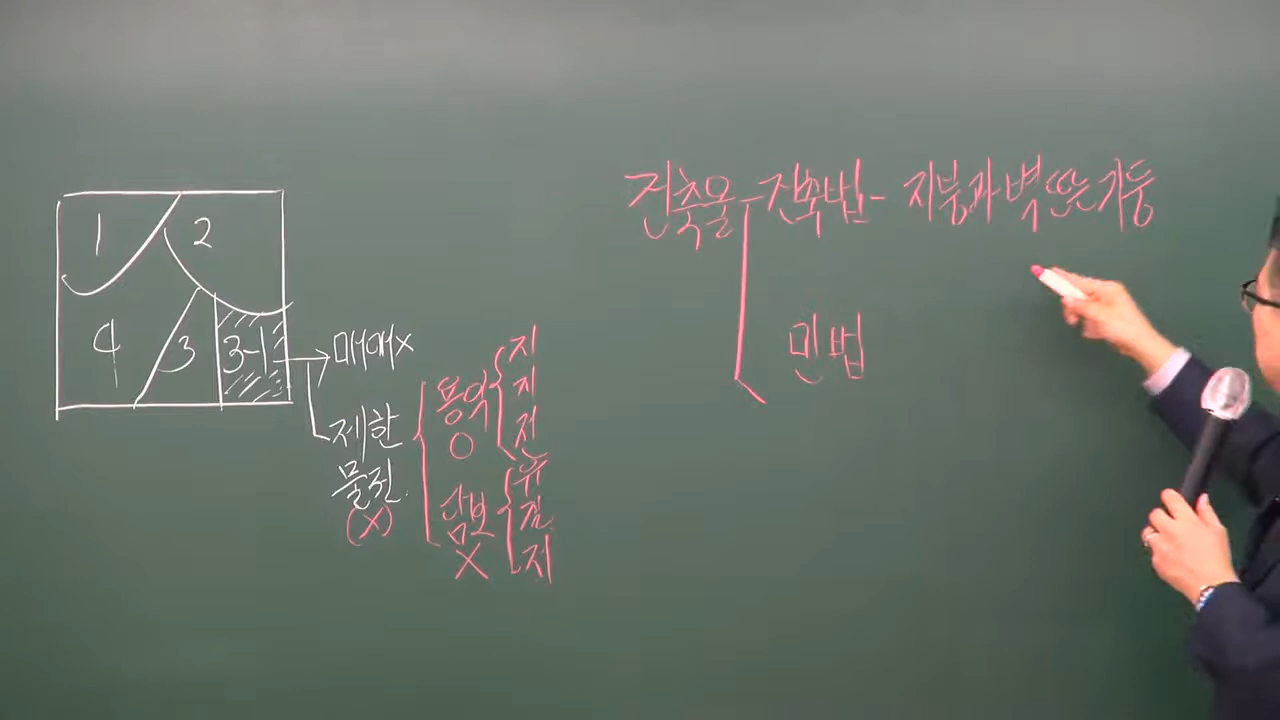 1 2
4 3 3-1
매매x
제한
물권
(X)
용익
O
지
지
전
담보
X
유
질
저
건축물 - 건축법 - 지붕과 벽 또는 기둥
민법